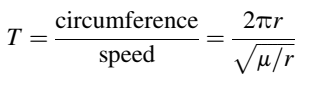 T = circumference / speed = 2πr / √μ/r